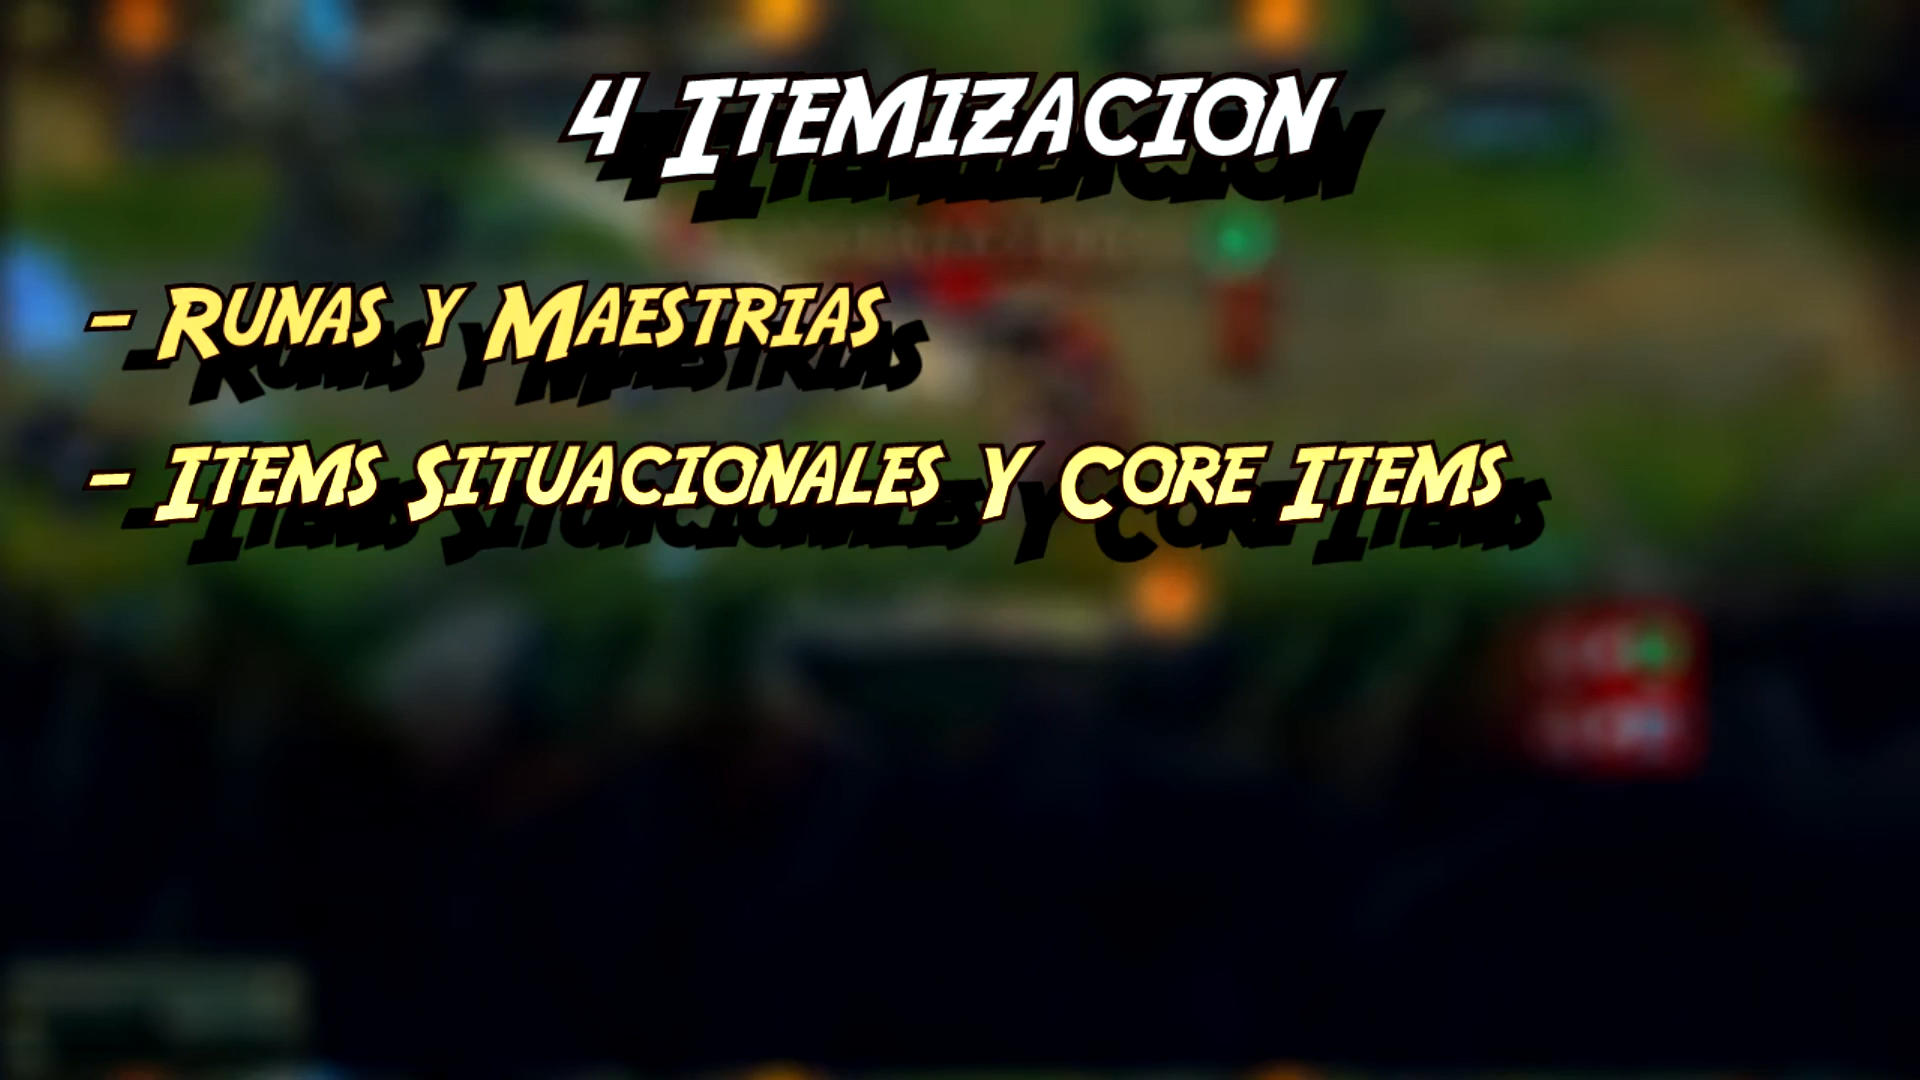 4 Itemizacion
- Runas y Maestrias
- Items Situacionales Y Core Items